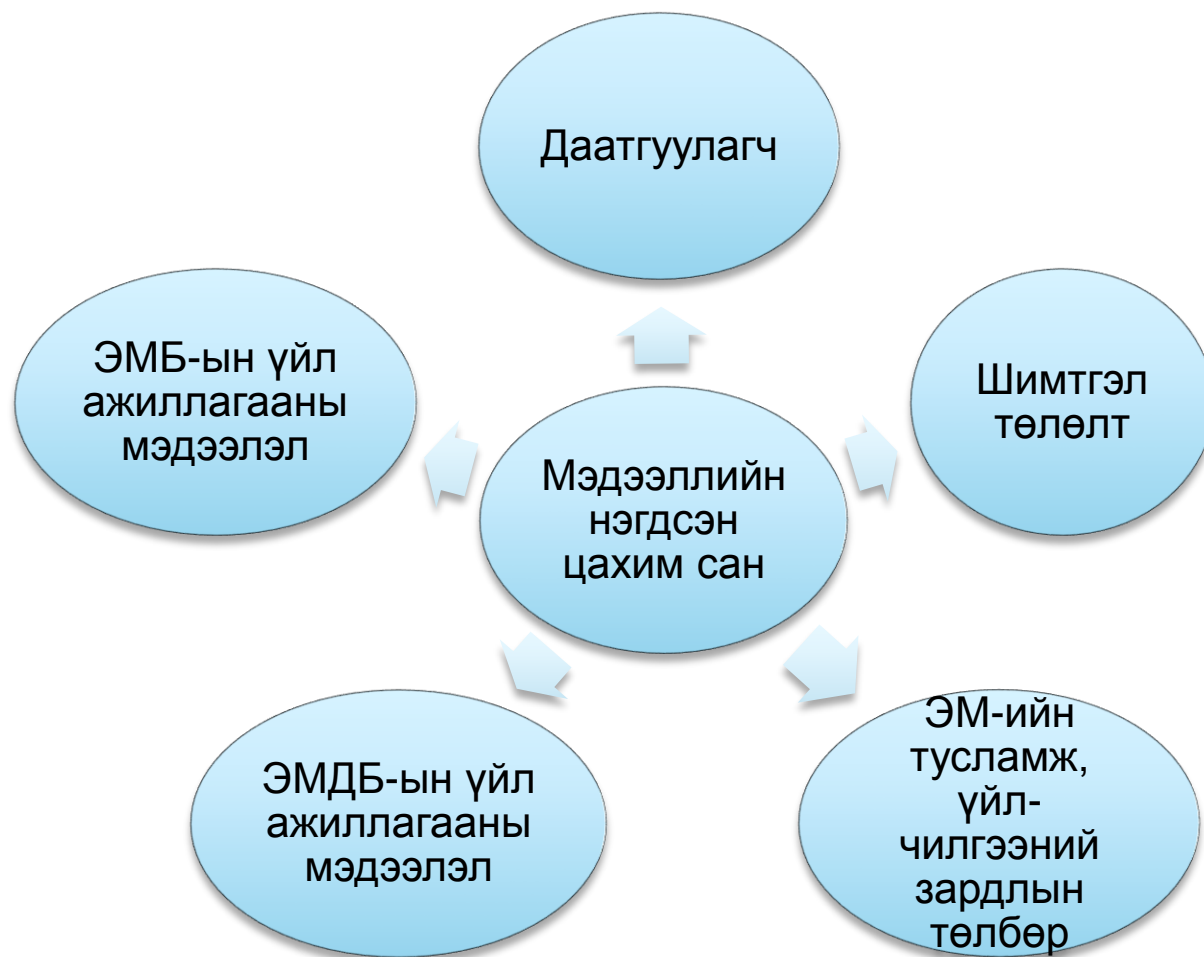 Даатгуулагч
ЭМБ-ын үйл
ажиллагааны
мэдээлэл
Шимтгэл
төлөлт
Мэдээллийн
нэгдсэн
цахим сан
ЭМДБ-ын үйл
ажиллагааны
мэдээлэл
ЭМ-ийн
тусламж,
үйл-
чилгээний
зардлын
төлбөр